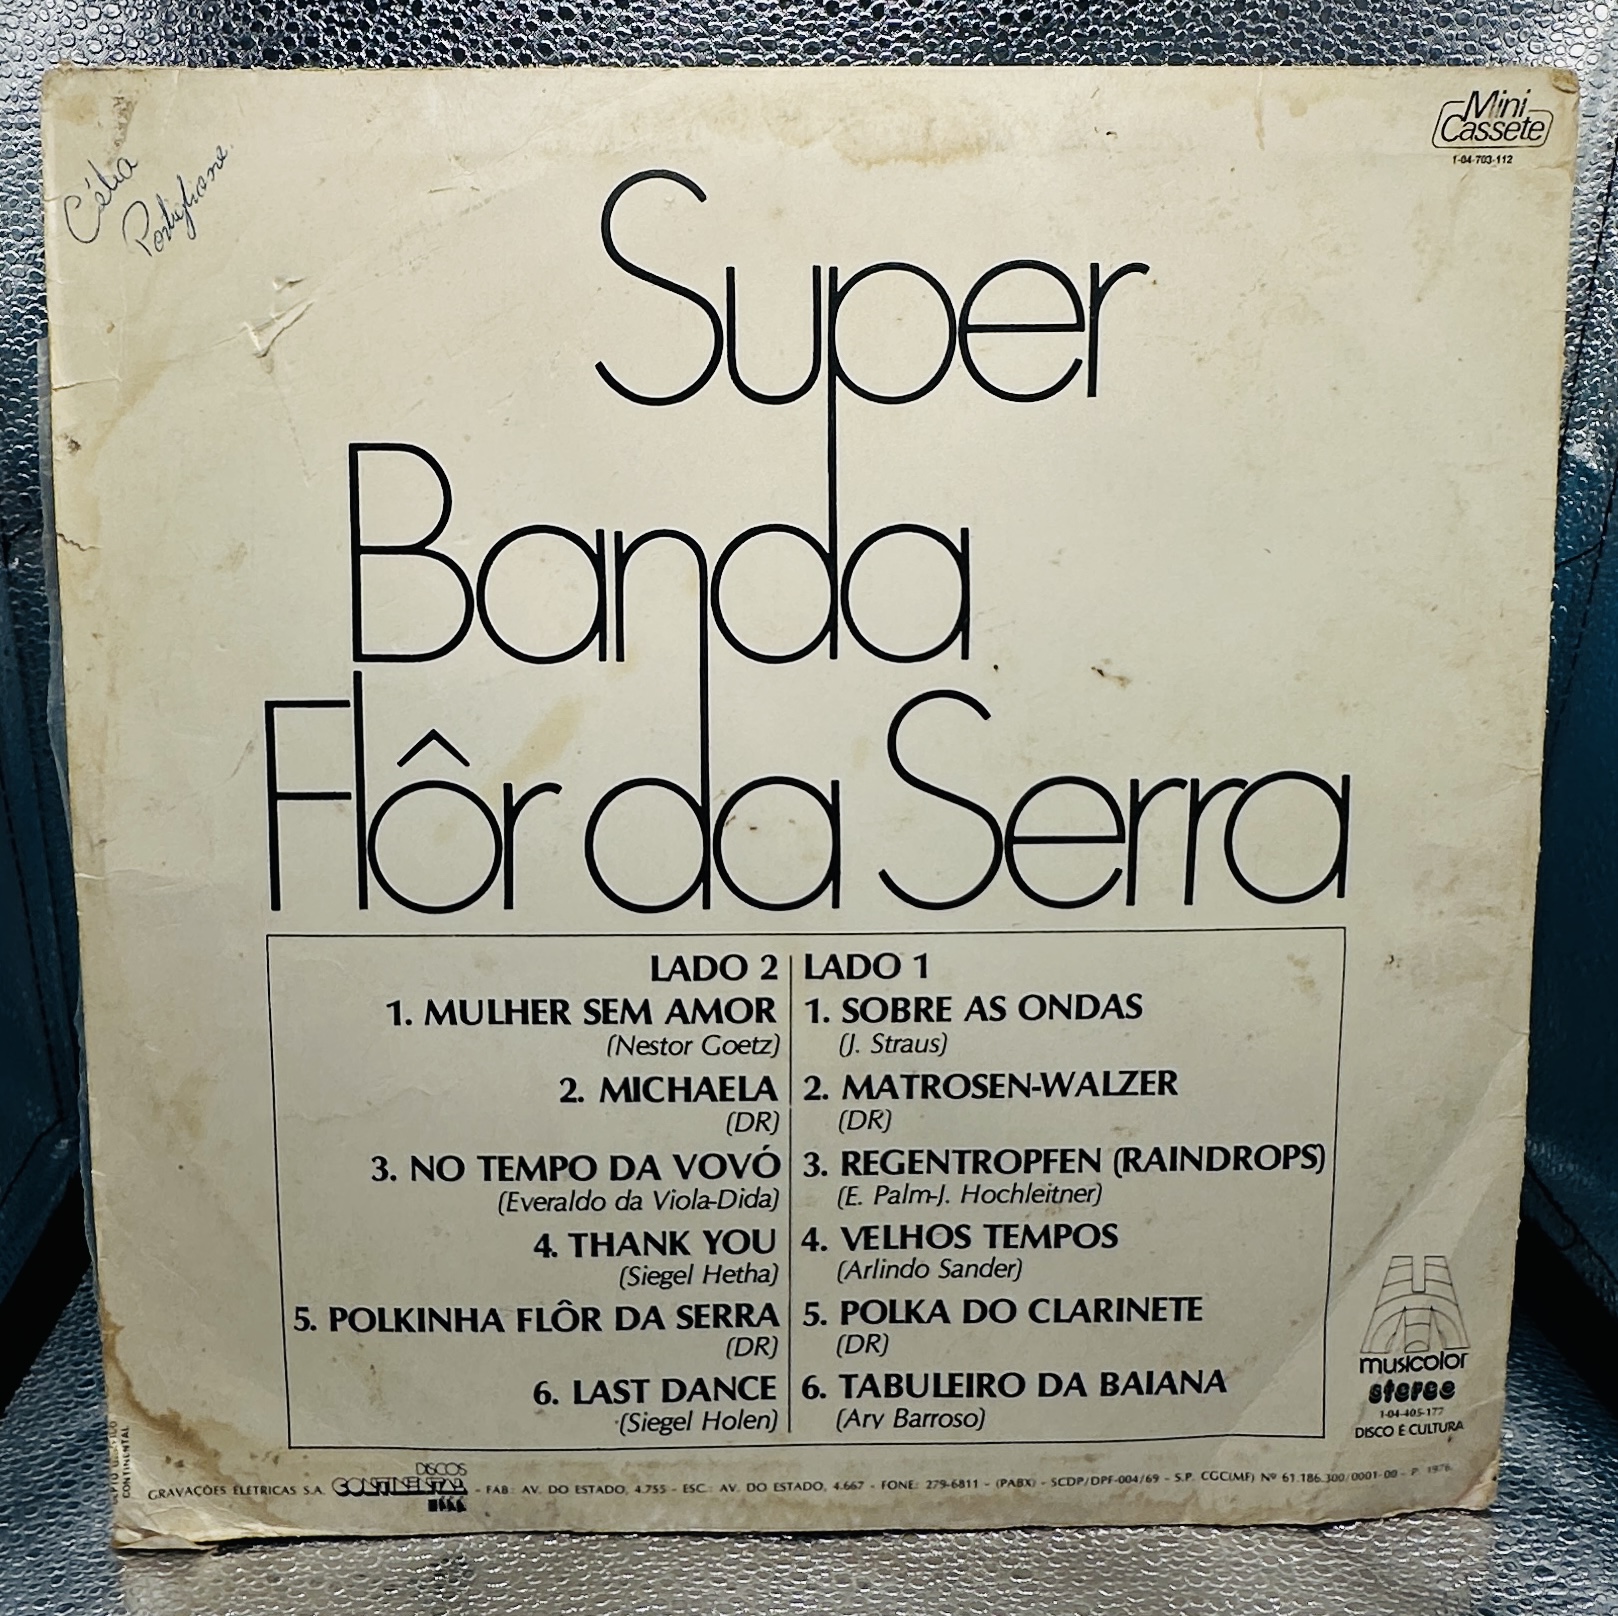 Célia
Mini
Cassete
1-04-703-112
Super
Banda
Flôr da Serra
LADO 2
1. MULHER SEM AMOR
(Nestor Goetz)
2. MICHAELA
(DR)
3. NO TEMPO DA VOVÓ
(Everaldo da Viola-Dida)
4. THANK YOU
(Siegel Hetha)
5. POLKINHA FLÔR DA SERRA
(DR)
6. LAST DANCE
(Siegel Holen)
LADO 1
1. SOBRE AS ONDAS
(J. Straus)
2. MATROSEN-WALZER
(DR)
3. REGENTROPFEN (RAINDROPS)
(E. Palm-J. Hochleitner)
4. VELHOS TEMPOS
(Arlindo Sander)
5. POLKA DO CLARINETE
(DR)
6. TABULEIRO DA BAIANA
(Ary Barroso)
musicolor
stereo
1-04-405-177
DISCO É CULTURA
CONTINENTAL
GRAVAÇÕES ELÉTRICAS S.A. DISCOS CONTINENTAL - FAB: AV. DO ESTADO, 4.755 - ESC.: AV. DO ESTADO, 4.667 - FONE: 279-6811 - (PABX) - SCDP/DPF-004/69 - S.P. CGC(MF) Nº 61.186.300/0001-00 - P. 1976